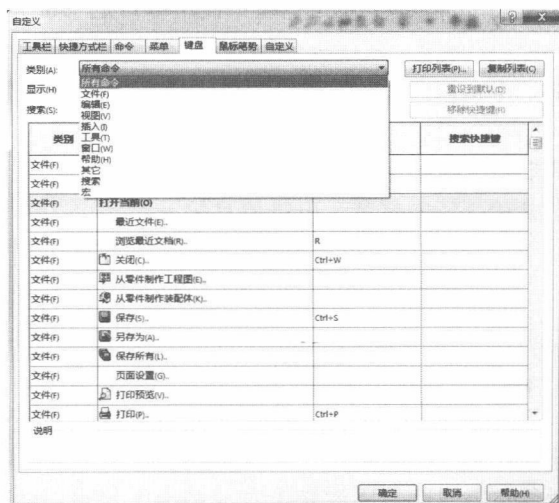 自定义
工具栏 快捷方式栏 命令 菜单 键盘 鼠标笔势 自定义
类别(A): 所有命令 打印列表(P)... 复制列表(C)
显示(H) 重设到默认(D)
搜索(S): 移除快捷键(R)
所有命令
文件(F)
编辑(E)
视图(V)
插入(I)
工具(T)
窗口(W)
帮助(H)
其它
搜索
宏
类别 搜索快捷键
文件(F)
文件(F)
文件(F) 打开当前(O)
文件(F) 最近文件(E)..
文件(F) 浏览最近文档(R).. R
文件(F) 关闭(C).. Ctrl+W
文件(F) 从零件制作工程图(E)..
文件(F) 从零件制作装配体(K)..
文件(F) 保存(S).. Ctrl+S
文件(F) 另存为(A)..
文件(F) 保存所有(L)..
文件(F) 页面设置(G)..
文件(F) 打印预览(V)..
文件(F) 打印(P).. Ctrl+P
说明
确定 取消 帮助(H)